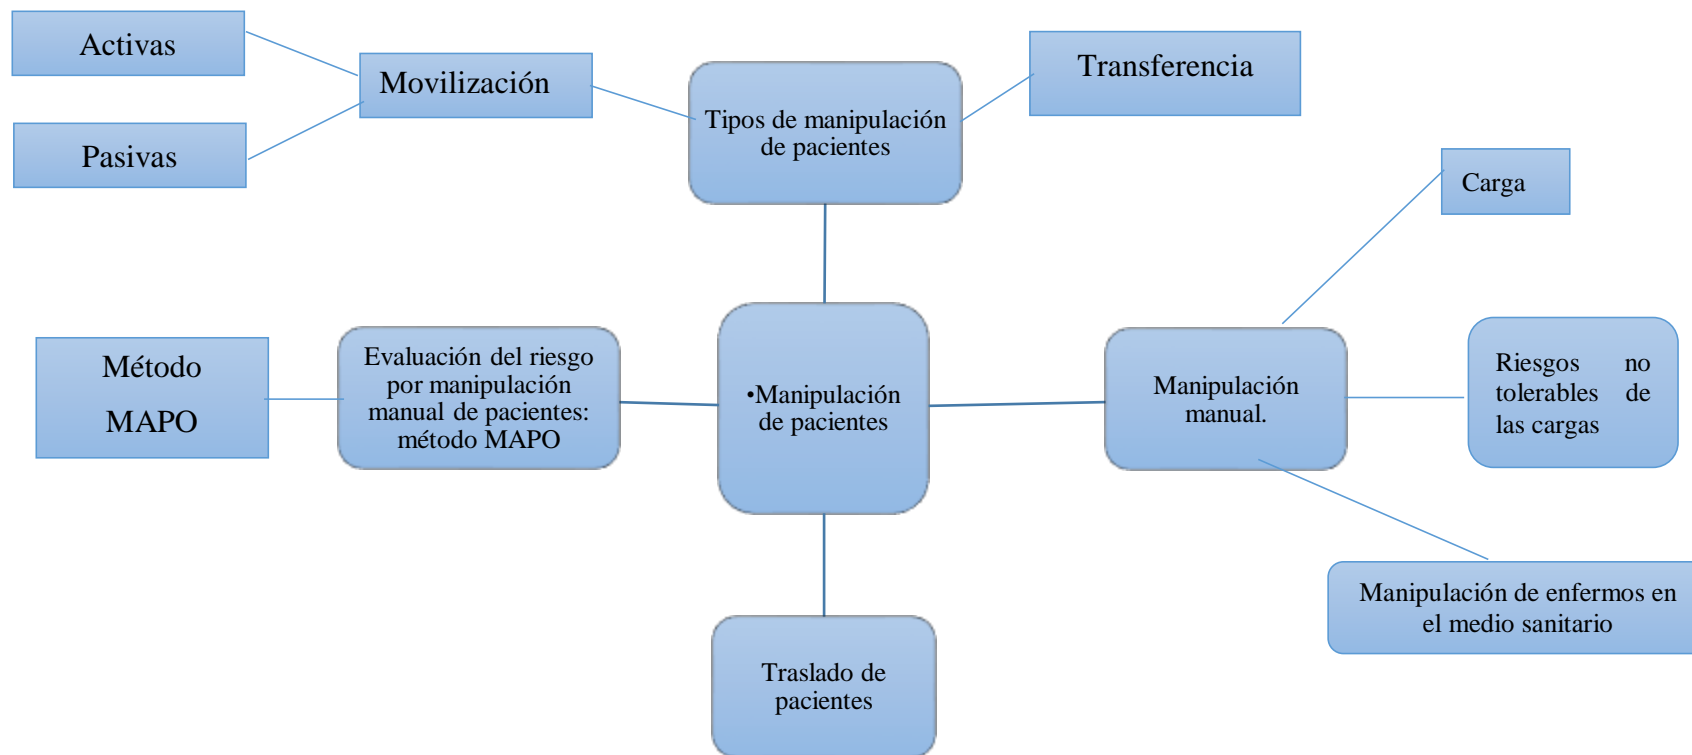 Activas
Movilización
Pasivas
Tipos de manipulación
de pacientes
Transferencia
Carga
Método
MAPO
Evaluación del riesgo
por manipulación
manual de pacientes:
método MAPO
•Manipulación
de pacientes
Manipulación
manual.
Riesgos no
tolerables de
las cargas
Manipulación de enfermos en
el medio sanitario
Traslado de
pacientes